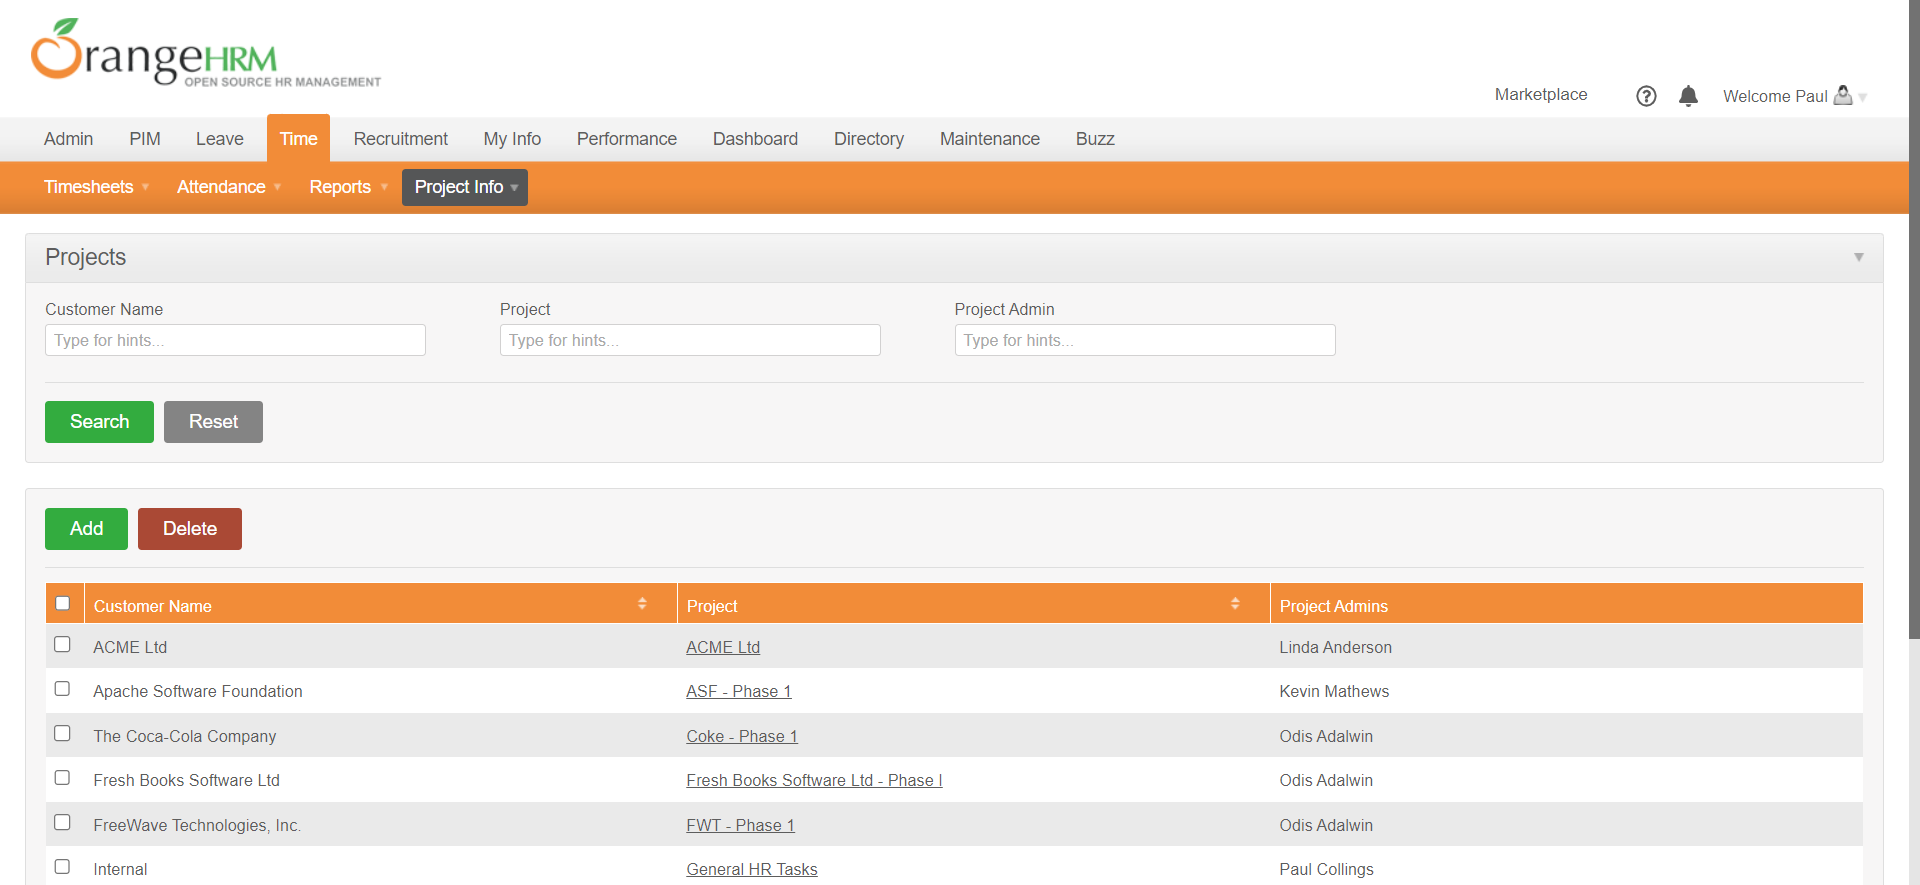 OrangeHRM
OPEN SOURCE HR MANAGEMENT
Marketplace
Welcome Paul
Admin PIM Leave Time Recruitment My Info Performance Dashboard Directory Maintenance Buzz
Timesheets Attendance Reports Project Info
Projects
Customer Name Project Project Admin
Type for hints... Type for hints... Type for hints...
Search Reset
Add Delete
Customer Name Project Project Admins
ACME Ltd ACME Ltd Linda Anderson
Apache Software Foundation ASF - Phase 1 Kevin Mathews
The Coca-Cola Company Coke - Phase 1 Odis Adalwin
Fresh Books Software Ltd Fresh Books Software Ltd - Phase I Odis Adalwin
FreeWave Technologies, Inc. FWT - Phase 1 Odis Adalwin
Internal General HR Tasks Paul Collings